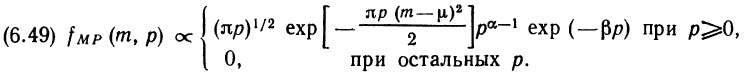 (6.49) f_{MP} (m, p) ∝ { (πp)^{1/2} exp [ − πp (m−μ)² / 2 ] p^{α−1} exp (−βp) при p⩾0,
0, при остальных p.